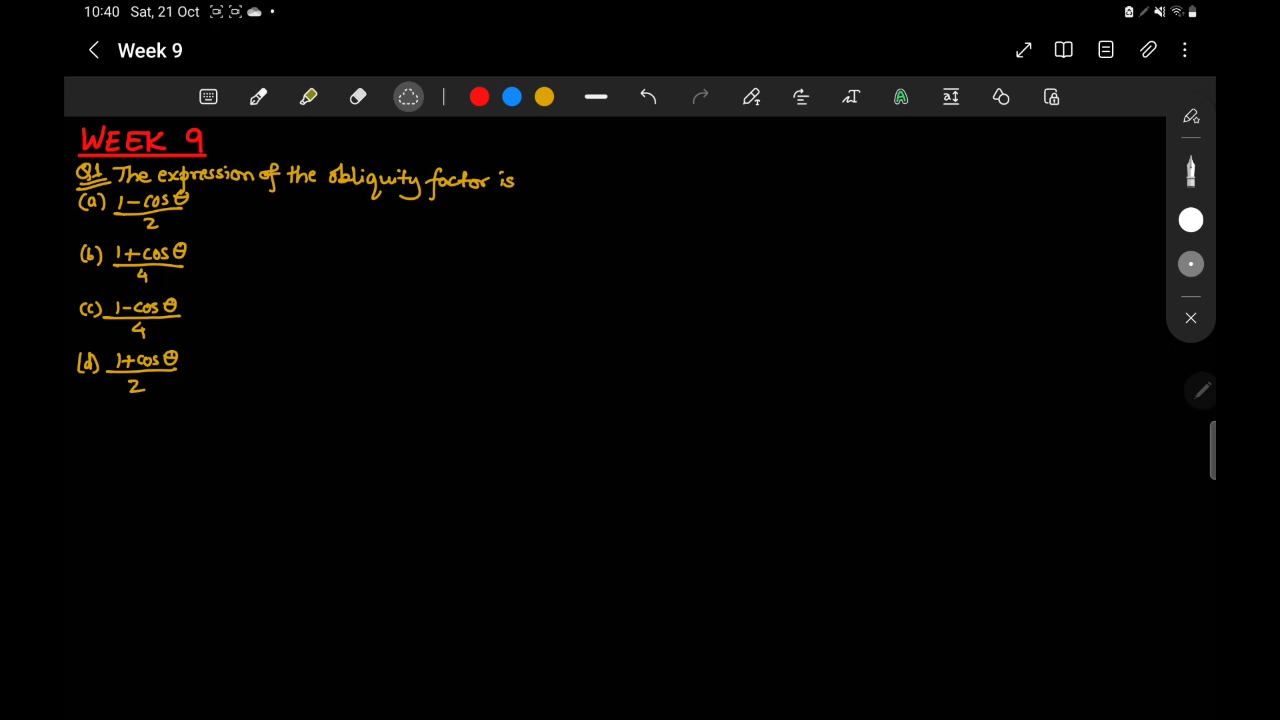 10:40 Sat, 21 Oct
Week 9
WEEK 9
Q1 The expression of the obliquity factor is
(a) 1-cosθ
2
(b) 1+cosθ
4
(c) 1-cosθ
4
(d) 1+cosθ
2